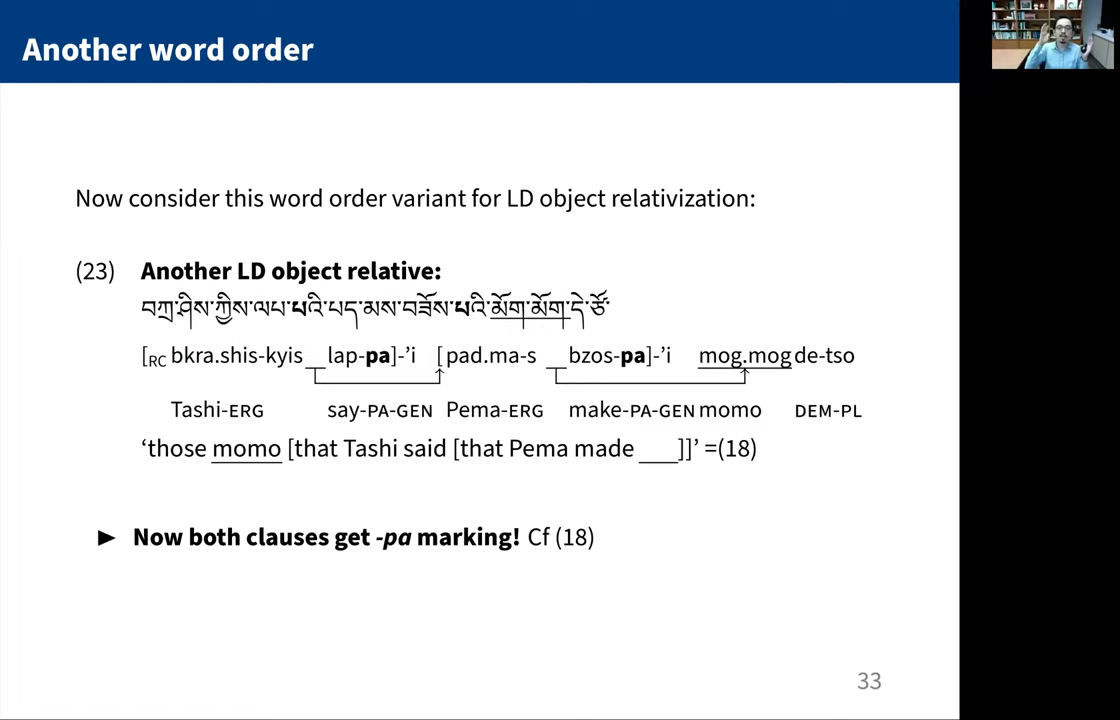 Another word order
Now consider this word order variant for LD object relativization:
(23) Another LD object relative:
བཀྲ་ཤིས་ཀྱིས་ལཔ་པའི་པད་མས་བཟོས་པའི་མོག་མོག་དེ་ཚོ་
[RC bkra.shis-kyis __ lap-pa]-’i [ pad.ma-s __ bzos-pa]-’i mog.mog de-tso
Tashi-ERG say-PA-GEN Pema-ERG make-PA-GEN momo DEM-PL
‘those momo [that Tashi said [that Pema made ___]]’ =(18)
► Now both clauses get -pa marking! Cf (18)
33